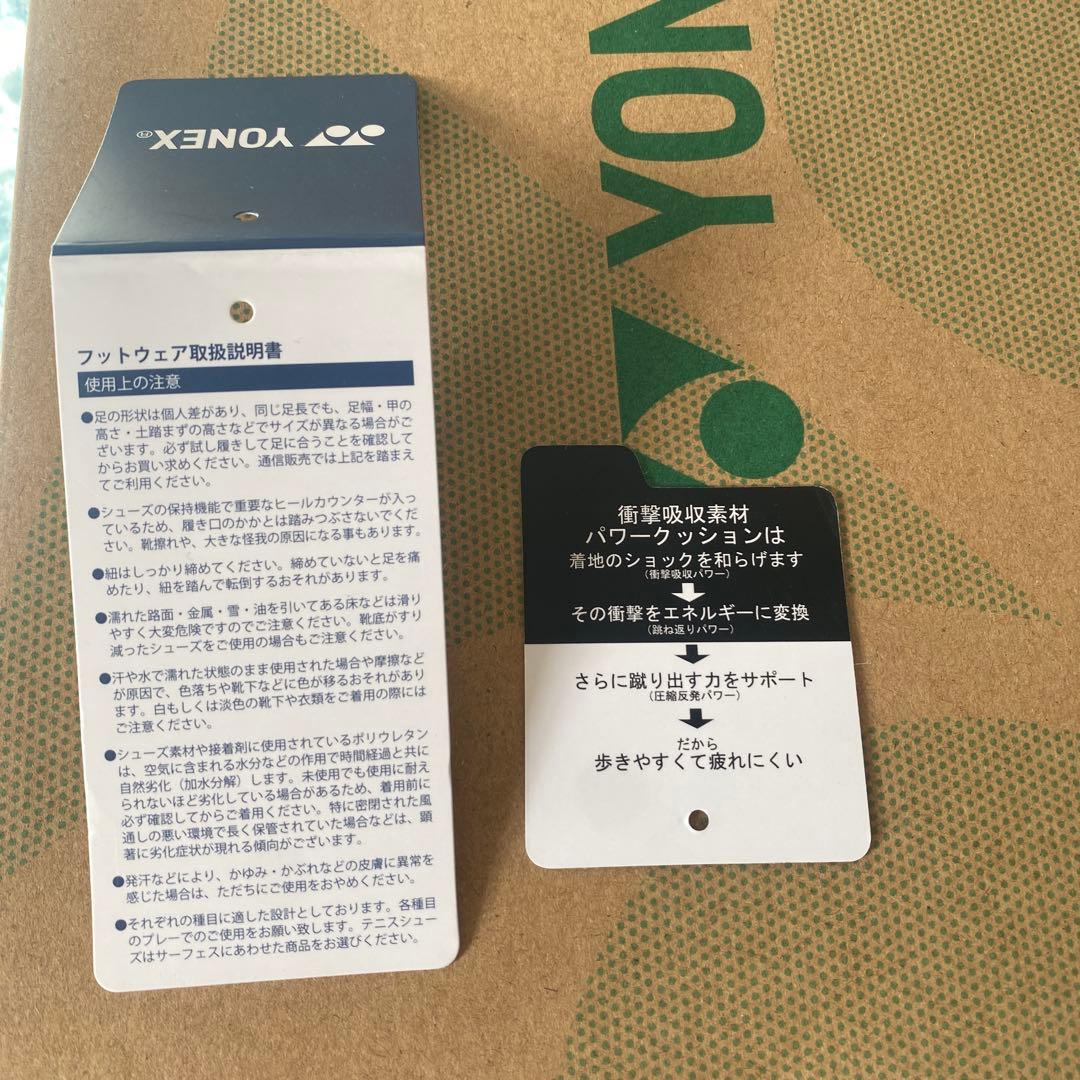 YON
YONEX®
フットウェア取扱説明書
使用上の注意
●足の形状は個人差があり、同じ足長でも、足幅・甲の
高さ・土踏まずの高さなどでサイズが異なる場合がご
ざいます。必ず試し履きして足に合うことを確認して
からお買い求めください。通信販売では上記を踏まえ
てご利用ください。
●シューズの保持機能で重要なヒールカウンターが入っ
ているため、履き口のかかとは踏みつぶさないでくだ
さい。靴擦れや、大きな怪我の原因になる事もあります。
●紐はしっかり締めてください。締めていないと足を痛
めたり、紐を踏んで転倒するおそれがあります。
●濡れた路面・金属・雪・油を引いてある床などは滑り
やすく大変危険ですのでご注意ください。靴底がすり
減ったシューズをご使用の場合もご注意ください。
●汗や水で濡れた状態のまま使用された場合や摩擦など
が原因で、色落ちや靴下などに色が移るおそれがあり
ます。白もしくは淡色の靴下や衣類をご着用の際には
ご注意ください。
●シューズ素材や接着剤に使用されているポリウレタン
は、空気に含まれる水分などの作用で時間経過と共に
自然劣化（加水分解）します。未使用でも使用に耐え
られないほど劣化している場合があるため、着用前に
必ず確認してからご着用ください。特に密閉された風
通しの悪い環境で長く保管されていた場合などは、顕
著に劣化症状が現れる傾向がございます。
●発汗などにより、かゆみ・かぶれなどの皮膚に異常を
感じた場合は、ただちにご使用をおやめください。
●それぞれの種目に適した設計としております。各種目
のプレーでのご使用をお願い致します。テニスシュー
ズはサーフェスにあわせた商品をお選びください。
衝撃吸収素材
パワークッションは
着地のショックを和らげます
（衝撃吸収パワー）
その衝撃をエネルギーに変換
（跳ね返りパワー）
さらに蹴り出す力をサポート
（圧縮反発パワー）
だから
歩きやすくて疲れにくい